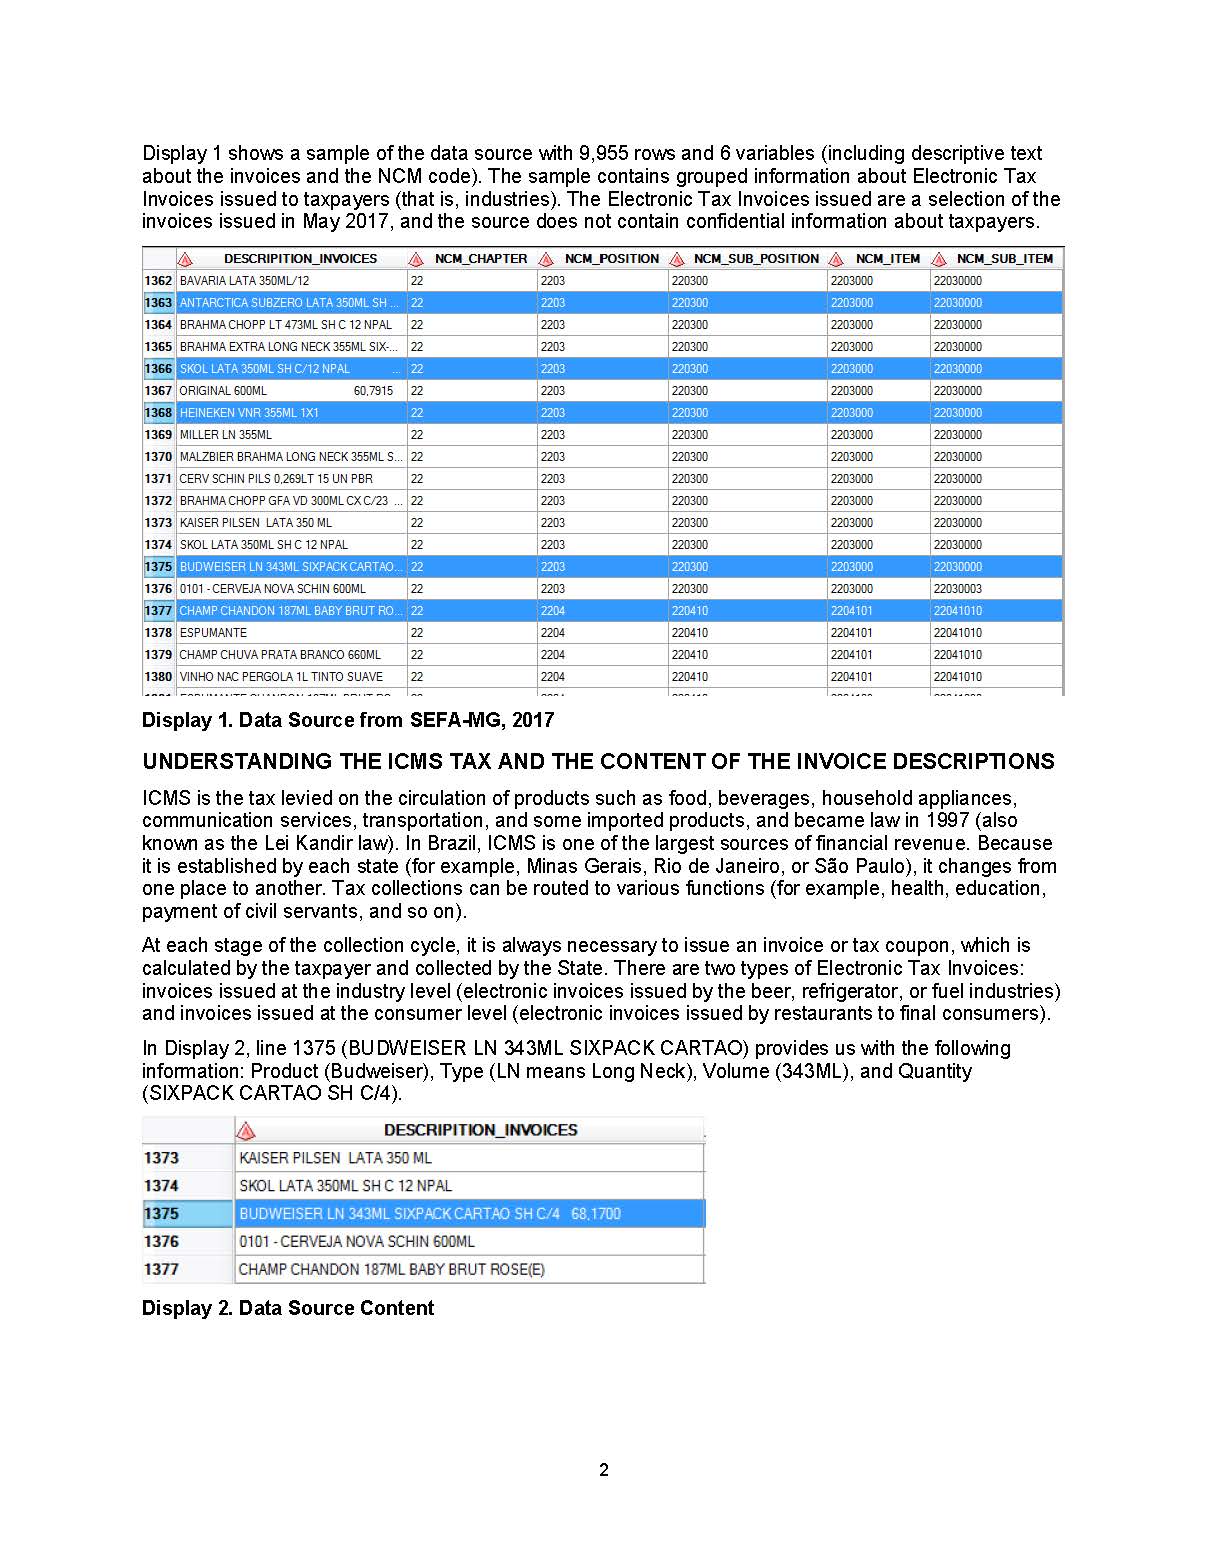 Display 1 shows a sample of the data source with 9,955 rows and 6 variables (including descriptive text
about the invoices and the NCM code). The sample contains grouped information about Electronic Tax
Invoices issued to taxpayers (that is, industries). The Electronic Tax Invoices issued are a selection of the
invoices issued in May 2017, and the source does not contain confidential information about taxpayers.
DESCRIPITION_INVOICES NCM_CHAPTER NCM_POSITION NCM_SUB_POSITION NCM_ITEM NCM_SUB_ITEM
1362 BAVARIA LATA 350ML/12 22 2203 220300 2203000 22030000
1363 ANTARCTICA SUBZERO LATA 350ML SH ... 22 2203 220300 2203000 22030000
1364 BRAHMA CHOPP LT 473ML SH C 12 NPAL 22 2203 220300 2203000 22030000
1365 BRAHMA EXTRA LONG NECK 355ML SIX-... 22 2203 220300 2203000 22030000
1366 SKOL LATA 350ML SH C/12 NPAL ... 22 2203 220300 2203000 22030000
1367 ORIGINAL 600ML 60,7915 22 2203 220300 2203000 22030000
1368 HEINEKEN VNR 355ML 1X1 22 2203 220300 2203000 22030000
1369 MILLER LN 355ML 22 2203 220300 2203000 22030000
1370 MALZBIER BRAHMA LONG NECK 355ML S... 22 2203 220300 2203000 22030000
1371 CERV SCHIN PILS 0,269LT 15 UN PBR 22 2203 220300 2203000 22030000
1372 BRAHMA CHOPP GFA VD 300ML CX C/23 ... 22 2203 220300 2203000 22030000
1373 KAISER PILSEN LATA 350 ML 22 2203 220300 2203000 22030000
1374 SKOL LATA 350ML SH C 12 NPAL 22 2203 220300 2203000 22030000
1375 BUDWEISER LN 343ML SIXPACK CARTAO... 22 2203 220300 2203000 22030000
1376 0101 - CERVEJA NOVA SCHIN 600ML 22 2203 220300 2203000 22030003
1377 CHAMP CHANDON 187ML BABY BRUT RO... 22 2204 220410 2204101 22041010
1378 ESPUMANTE 22 2204 220410 2204101 22041010
1379 CHAMP CHUVA PRATA BRANCO 660ML 22 2204 220410 2204101 22041010
1380 VINHO NAC PERGOLA 1L TINTO SUAVE 22 2204 220410 2204101 22041010
Display 1. Data Source from SEFA-MG, 2017
UNDERSTANDING THE ICMS TAX AND THE CONTENT OF THE INVOICE DESCRIPTIONS
ICMS is the tax levied on the circulation of products such as food, beverages, household appliances,
communication services, transportation, and some imported products, and became law in 1997 (also
known as the Lei Kandir law). In Brazil, ICMS is one of the largest sources of financial revenue. Because
it is established by each state (for example, Minas Gerais, Rio de Janeiro, or São Paulo), it changes from
one place to another. Tax collections can be routed to various functions (for example, health, education,
payment of civil servants, and so on).
At each stage of the collection cycle, it is always necessary to issue an invoice or tax coupon, which is
calculated by the taxpayer and collected by the State. There are two types of Electronic Tax Invoices:
invoices issued at the industry level (electronic invoices issued by the beer, refrigerator, or fuel industries)
and invoices issued at the consumer level (electronic invoices issued by restaurants to final consumers).
In Display 2, line 1375 (BUDWEISER LN 343ML SIXPACK CARTAO) provides us with the following
information: Product (Budweiser), Type (LN means Long Neck), Volume (343ML), and Quantity
(SIXPACK CARTAO SH C/4).
DESCRIPITION_INVOICES
1373 KAISER PILSEN LATA 350 ML
1374 SKOL LATA 350ML SH C 12 NPAL
1375 BUDWEISER LN 343ML SIXPACK CARTAO SH C/4 68,1700
1376 0101 - CERVEJA NOVA SCHIN 600ML
1377 CHAMP CHANDON 187ML BABY BRUT ROSE(E)
Display 2. Data Source Content
2